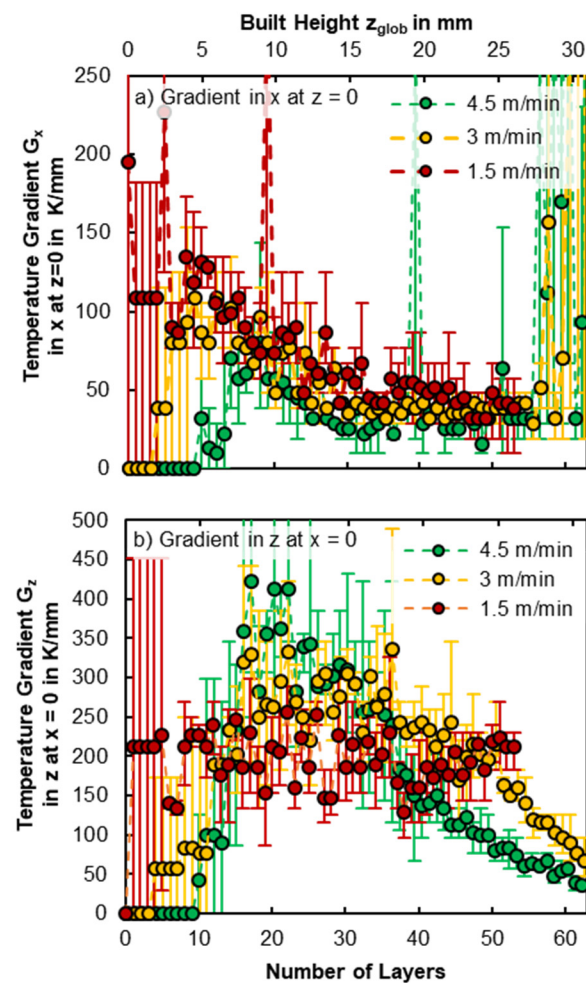 Built Height z_glob in mm
0 5 10 15 20 25 30
Temperature Gradient G_x
in x at z=0 in K/mm
250
200
150
100
50
0
a) Gradient in x at z = 0
4.5 m/min
3 m/min
1.5 m/min
Temperature Gradient G_z
in z at x = 0 in K/mm
500
450
400
350
300
250
200
150
100
50
0
b) Gradient in z at x = 0
4.5 m/min
3 m/min
1.5 m/min
0 10 20 30 40 50 60
Number of Layers